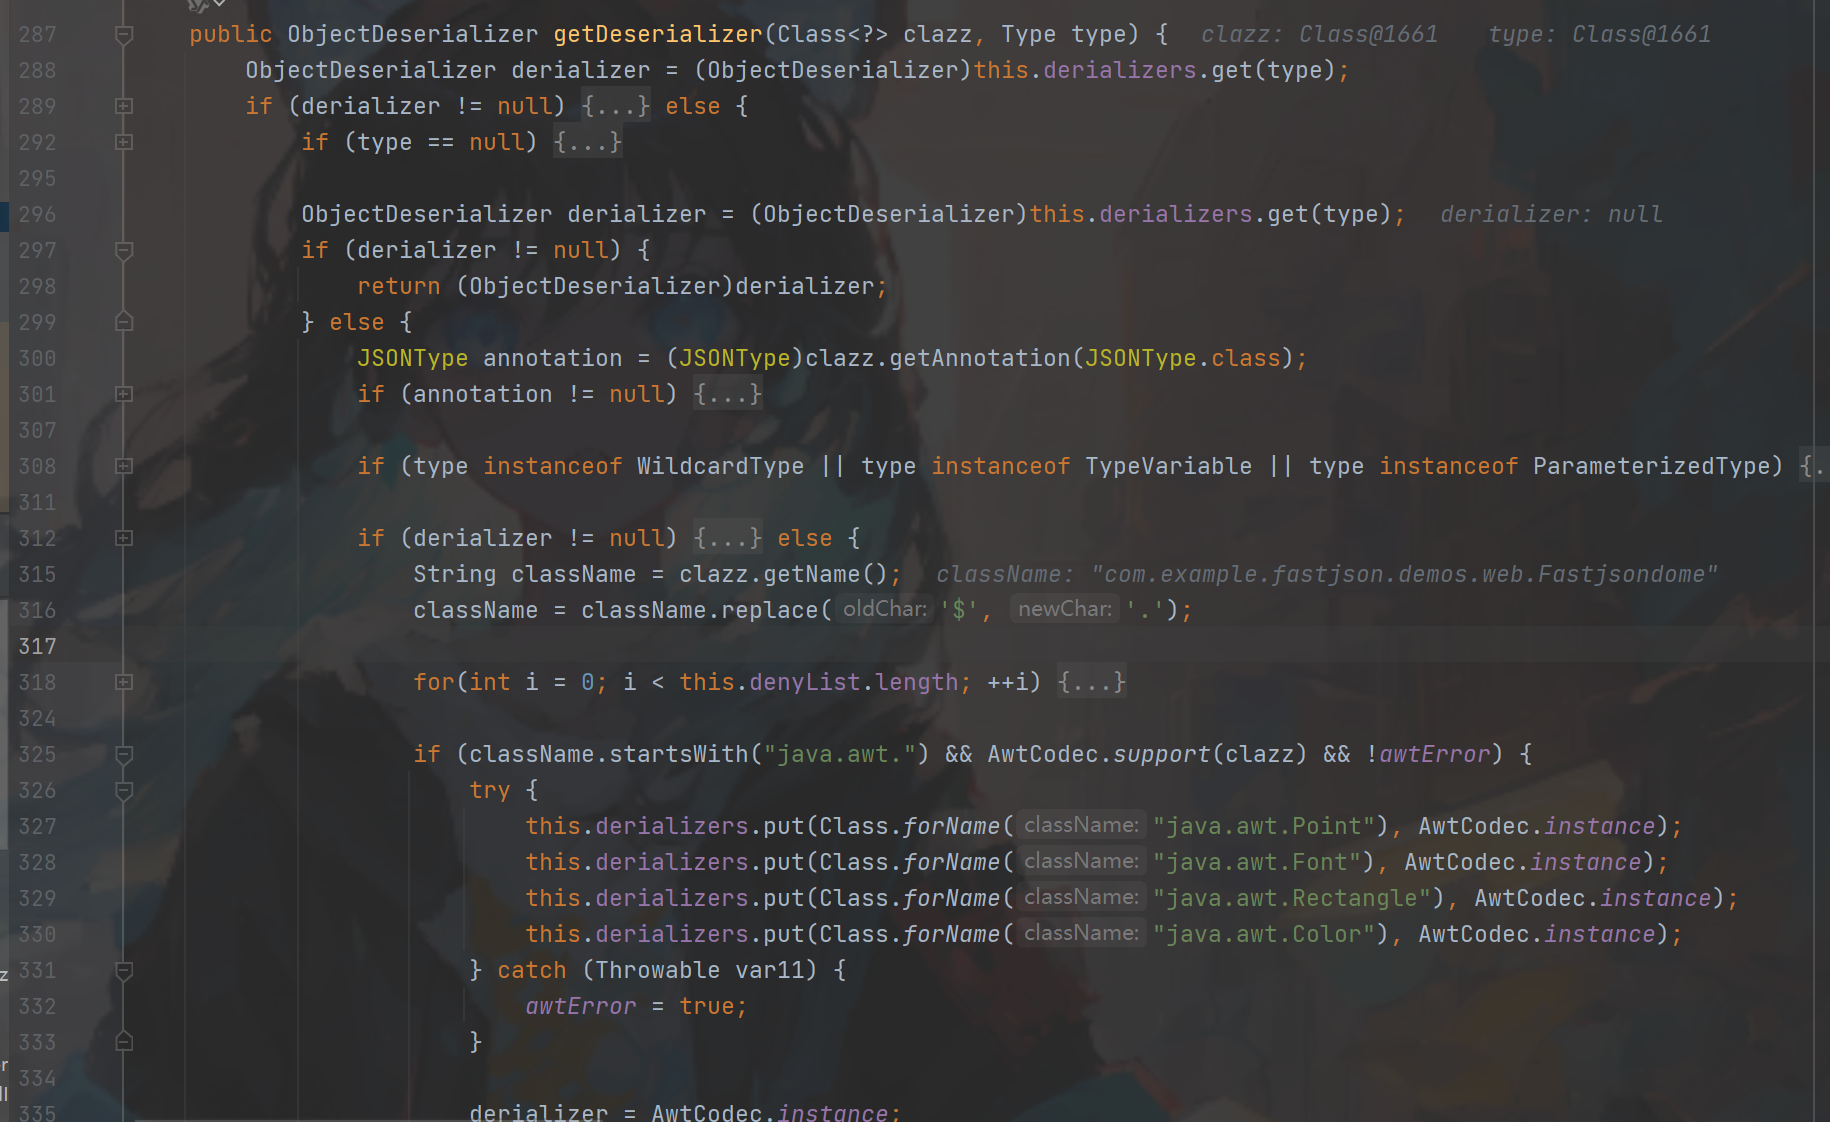 287 public ObjectDeserializer getDeserializer(Class<?> clazz, Type type) { clazz: Class@1661 type: Class@1661
288 ObjectDeserializer derializer = (ObjectDeserializer)this.derializers.get(type);
289 if (derializer != null) {...} else {
292 if (type == null) {...}
295
296 ObjectDeserializer derializer = (ObjectDeserializer)this.derializers.get(type); derializer: null
297 if (derializer != null) {
298 return (ObjectDeserializer)derializer;
299 } else {
300 JSONType annotation = (JSONType)clazz.getAnnotation(JSONType.class);
301 if (annotation != null) {...}
307
308 if (type instanceof WildcardType || type instanceof TypeVariable || type instanceof ParameterizedType) {.
311
312 if (derializer != null) {...} else {
315 String className = clazz.getName(); className: "com.example.fastjson.demos.web.Fastjsondome"
316 className = className.replace( oldChar: '$', newChar: '.');
317
318 for(int i = 0; i < this.denyList.length; ++i) {...}
324
325 if (className.startsWith("java.awt.") && AwtCodec.support(clazz) && !awtError) {
326 try {
327 this.derializers.put(Class.forName( className: "java.awt.Point"), AwtCodec.instance);
328 this.derializers.put(Class.forName( className: "java.awt.Font"), AwtCodec.instance);
329 this.derializers.put(Class.forName( className: "java.awt.Rectangle"), AwtCodec.instance);
330 this.derializers.put(Class.forName( className: "java.awt.Color"), AwtCodec.instance);
331 } catch (Throwable var11) {
332 awtError = true;
333 }
334
335 derializer = AwtCodec.instance;